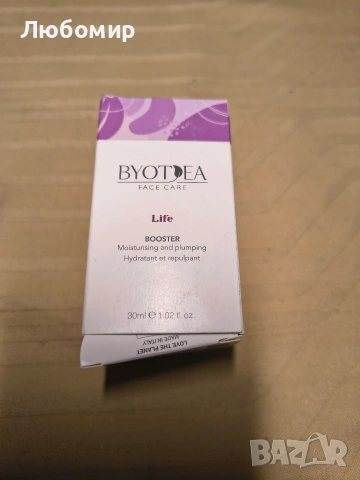 Любомир
BYOTEA
FACE CARE
Life
BOOSTER
Moisturising and plumping
Hydratant et repulpant
30ml ℮ 1.02 fl. oz.
MADE IN ITALY
LOVE THE PLANET
BAZAR